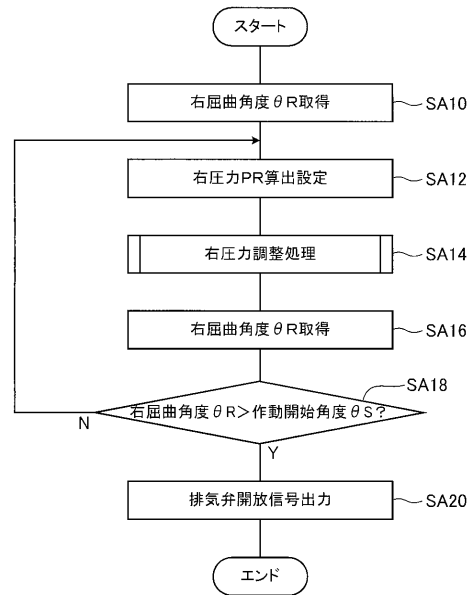 スタート
右屈曲角度θR取得
SA10
右圧力PR算出設定
SA12
右圧力調整処理
SA14
右屈曲角度θR取得
SA16
SA18
右屈曲角度θR>作動開始角度θS?
N
Y
排気弁開放信号出力
SA20
エンド